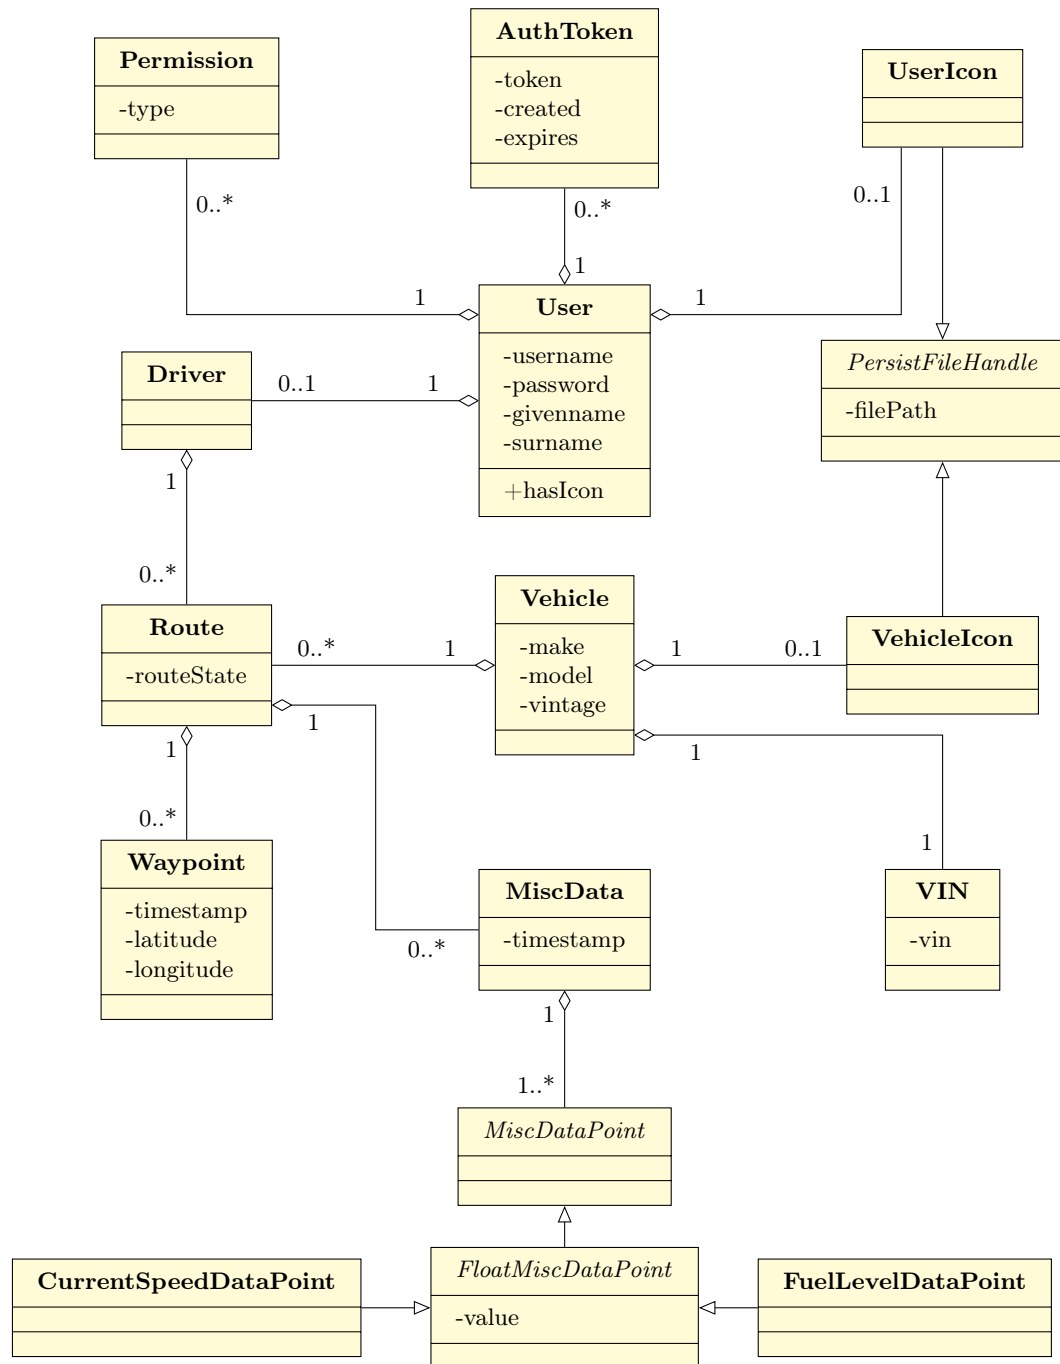 AuthToken
-token
-created
-expires
Permission
-type
UserIcon
0..*
0..*
0..1
1
1
1
User
-username
-password
-givenname
-surname
+hasIcon
Driver
0..1
1
PersistFileHandle
-filePath
1
0..*
Route
-routeState
0..*
1
Vehicle
-make
-model
-vintage
1
0..1
VehicleIcon
1
1
1
0..*
0..*
1
Waypoint
-timestamp
-latitude
-longitude
MiscData
-timestamp
VIN
-vin
1
1..*
MiscDataPoint
CurrentSpeedDataPoint
FloatMiscDataPoint
-value
FuelLevelDataPoint